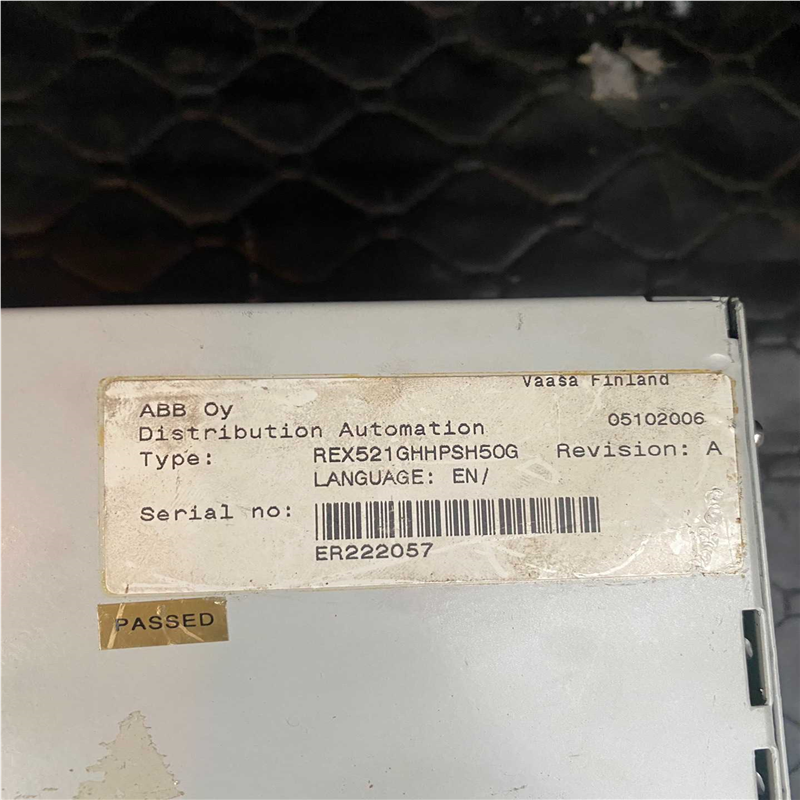 Vaasa Finland
ABB Oy
05102006
Distribution Automation
Type: REX521GHHPSH50G Revision: A
LANGUAGE: EN/
Serial no:
ER222057
PASSED